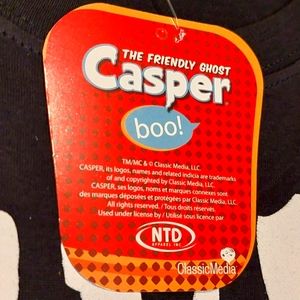 THE FRIENDLY GHOST
Casper
boo!
TM/MC & © Classic Media, LLC.
CASPER, its logos, names and related indicia are trademarks
of and copyrighted by Classic Media, LLC.
CASPER, ses logos, noms et marques connexes sont
des marques déposées et protégées par Classic Media, LLC.
All rights reserved. / Tous droits réservés.
Used under license by / Utilisé sous licence par
NTD
APPAREL INC
ClassicMedia